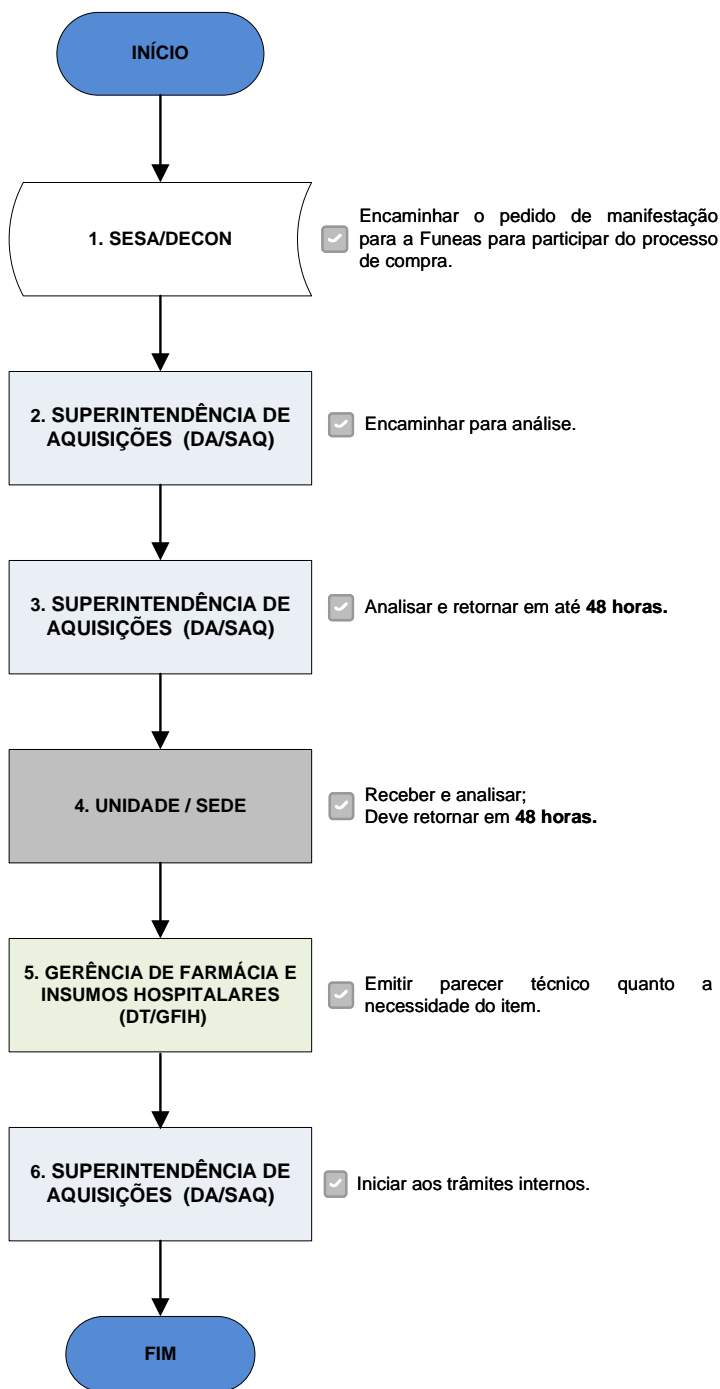 INÍCIO
1. SESA/DECON
Encaminhar o pedido de manifestação
para a Funeas para participar do processo
de compra.
2. SUPERINTENDÊNCIA DE
AQUISIÇÕES (DA/SAQ)
Encaminhar para análise.
3. SUPERINTENDÊNCIA DE
AQUISIÇÕES (DA/SAQ)
Analisar e retornar em até 48 horas.
4. UNIDADE / SEDE
Receber e analisar;
Deve retornar em 48 horas.
5. GERÊNCIA DE FARMÁCIA E
INSUMOS HOSPITALARES
(DT/GFIH)
Emitir parecer técnico quanto a
necessidade do item.
6. SUPERINTENDÊNCIA DE
AQUISIÇÕES (DA/SAQ)
Iniciar aos trâmites internos.
FIM